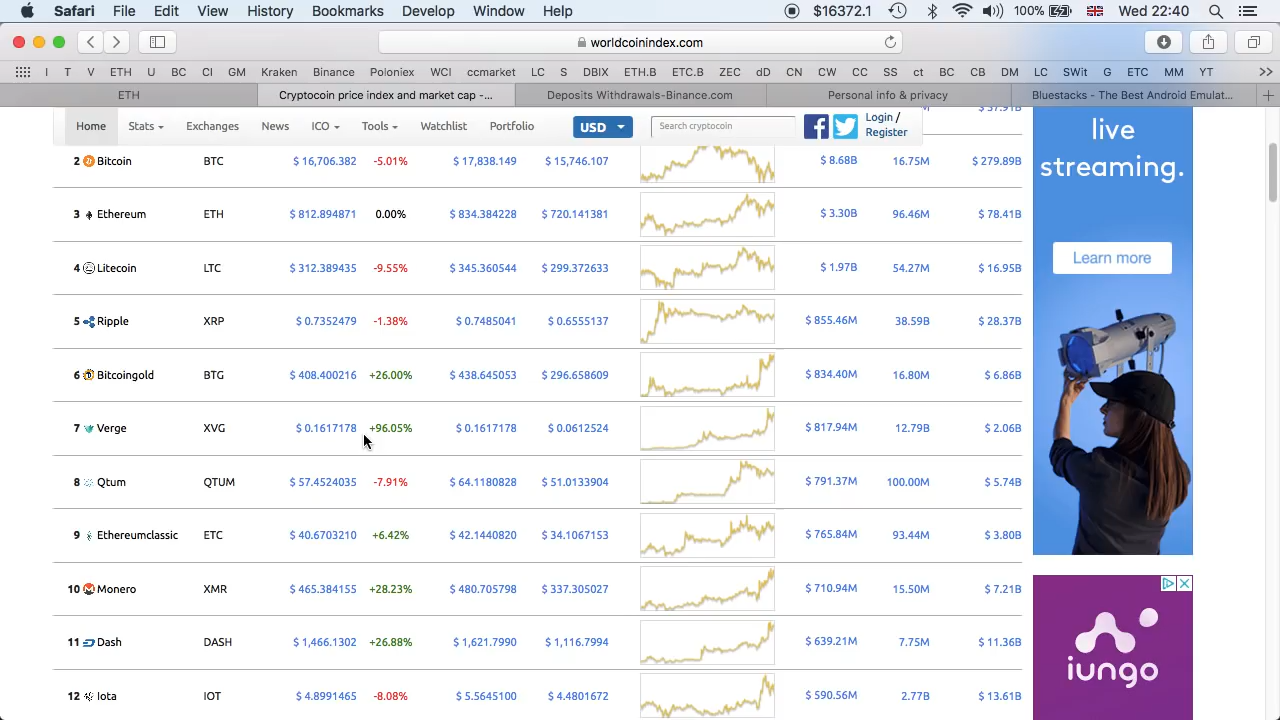 Safari File Edit View History Bookmarks Develop Window Help $16372.1 100% Wed 22:40
worldcoinindex.com
I T V ETH U BC CI GM Kraken Binance Poloniex WCI ccmarket LC S DBIX ETH.B ETC.B ZEC dD CN CW CC SS ct BC CB DM LC SWit G ETC MM YT >>
ETH Cryptocoin price index and market cap -... Deposits Withdrawals-Binance.com Personal info & privacy Bluestacks - The Best Android Emulat... +
Home Stats Exchanges News ICO Tools Watchlist Portfolio USD Search cryptocoin Login / Register
2 Bitcoin BTC $ 16,706.382 -5.01% $ 17,838.149 $ 15,746.107 $ 8.68B 16.75M $ 279.89B
3 Ethereum ETH $ 812.894871 0.00% $ 834.384228 $ 720.141381 $ 3.30B 96.46M $ 78.41B
4 Litecoin LTC $ 312.389435 -9.55% $ 345.360544 $ 299.372633 $ 1.97B 54.27M $ 16.95B
5 Ripple XRP $ 0.7352479 -1.38% $ 0.7485041 $ 0.6555137 $ 855.46M 38.59B $ 28.37B
6 Bitcoingold BTG $ 408.400216 +26.00% $ 438.645053 $ 296.658609 $ 834.40M 16.80M $ 6.86B
7 Verge XVG $ 0.1617178 +96.05% $ 0.1617178 $ 0.0612524 $ 817.94M 12.79B $ 2.06B
8 Qtum QTUM $ 57.4524035 -7.91% $ 64.1180828 $ 51.0133904 $ 791.37M 100.00M $ 5.74B
9 Ethereumclassic ETC $ 40.6703210 +6.42% $ 42.1440820 $ 34.1067153 $ 765.84M 93.44M $ 3.80B
10 Monero XMR $ 465.384155 +28.23% $ 480.705798 $ 337.305027 $ 710.94M 15.50M $ 7.21B
11 Dash DASH $ 1,466.1302 +26.88% $ 1,621.7990 $ 1,116.7994 $ 639.21M 7.75M $ 11.36B
12 Iota IOT $ 4.8991465 -8.08% $ 5.5645100 $ 4.4801672 $ 590.56M 2.77B $ 13.61B
live
streaming.
Learn more
iungo